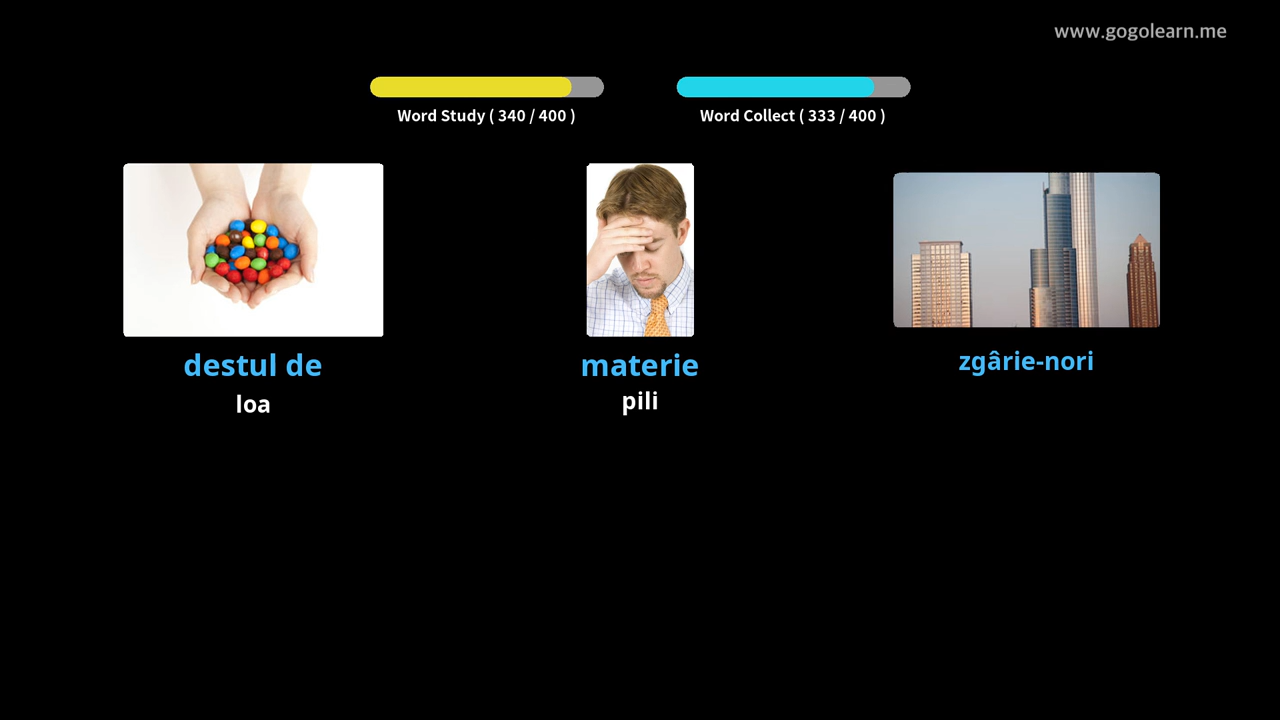 www.gogolearn.me
Word Study ( 340 / 400 )
Word Collect ( 333 / 400 )
destul de
loa
materie
pili
zgârie-nori